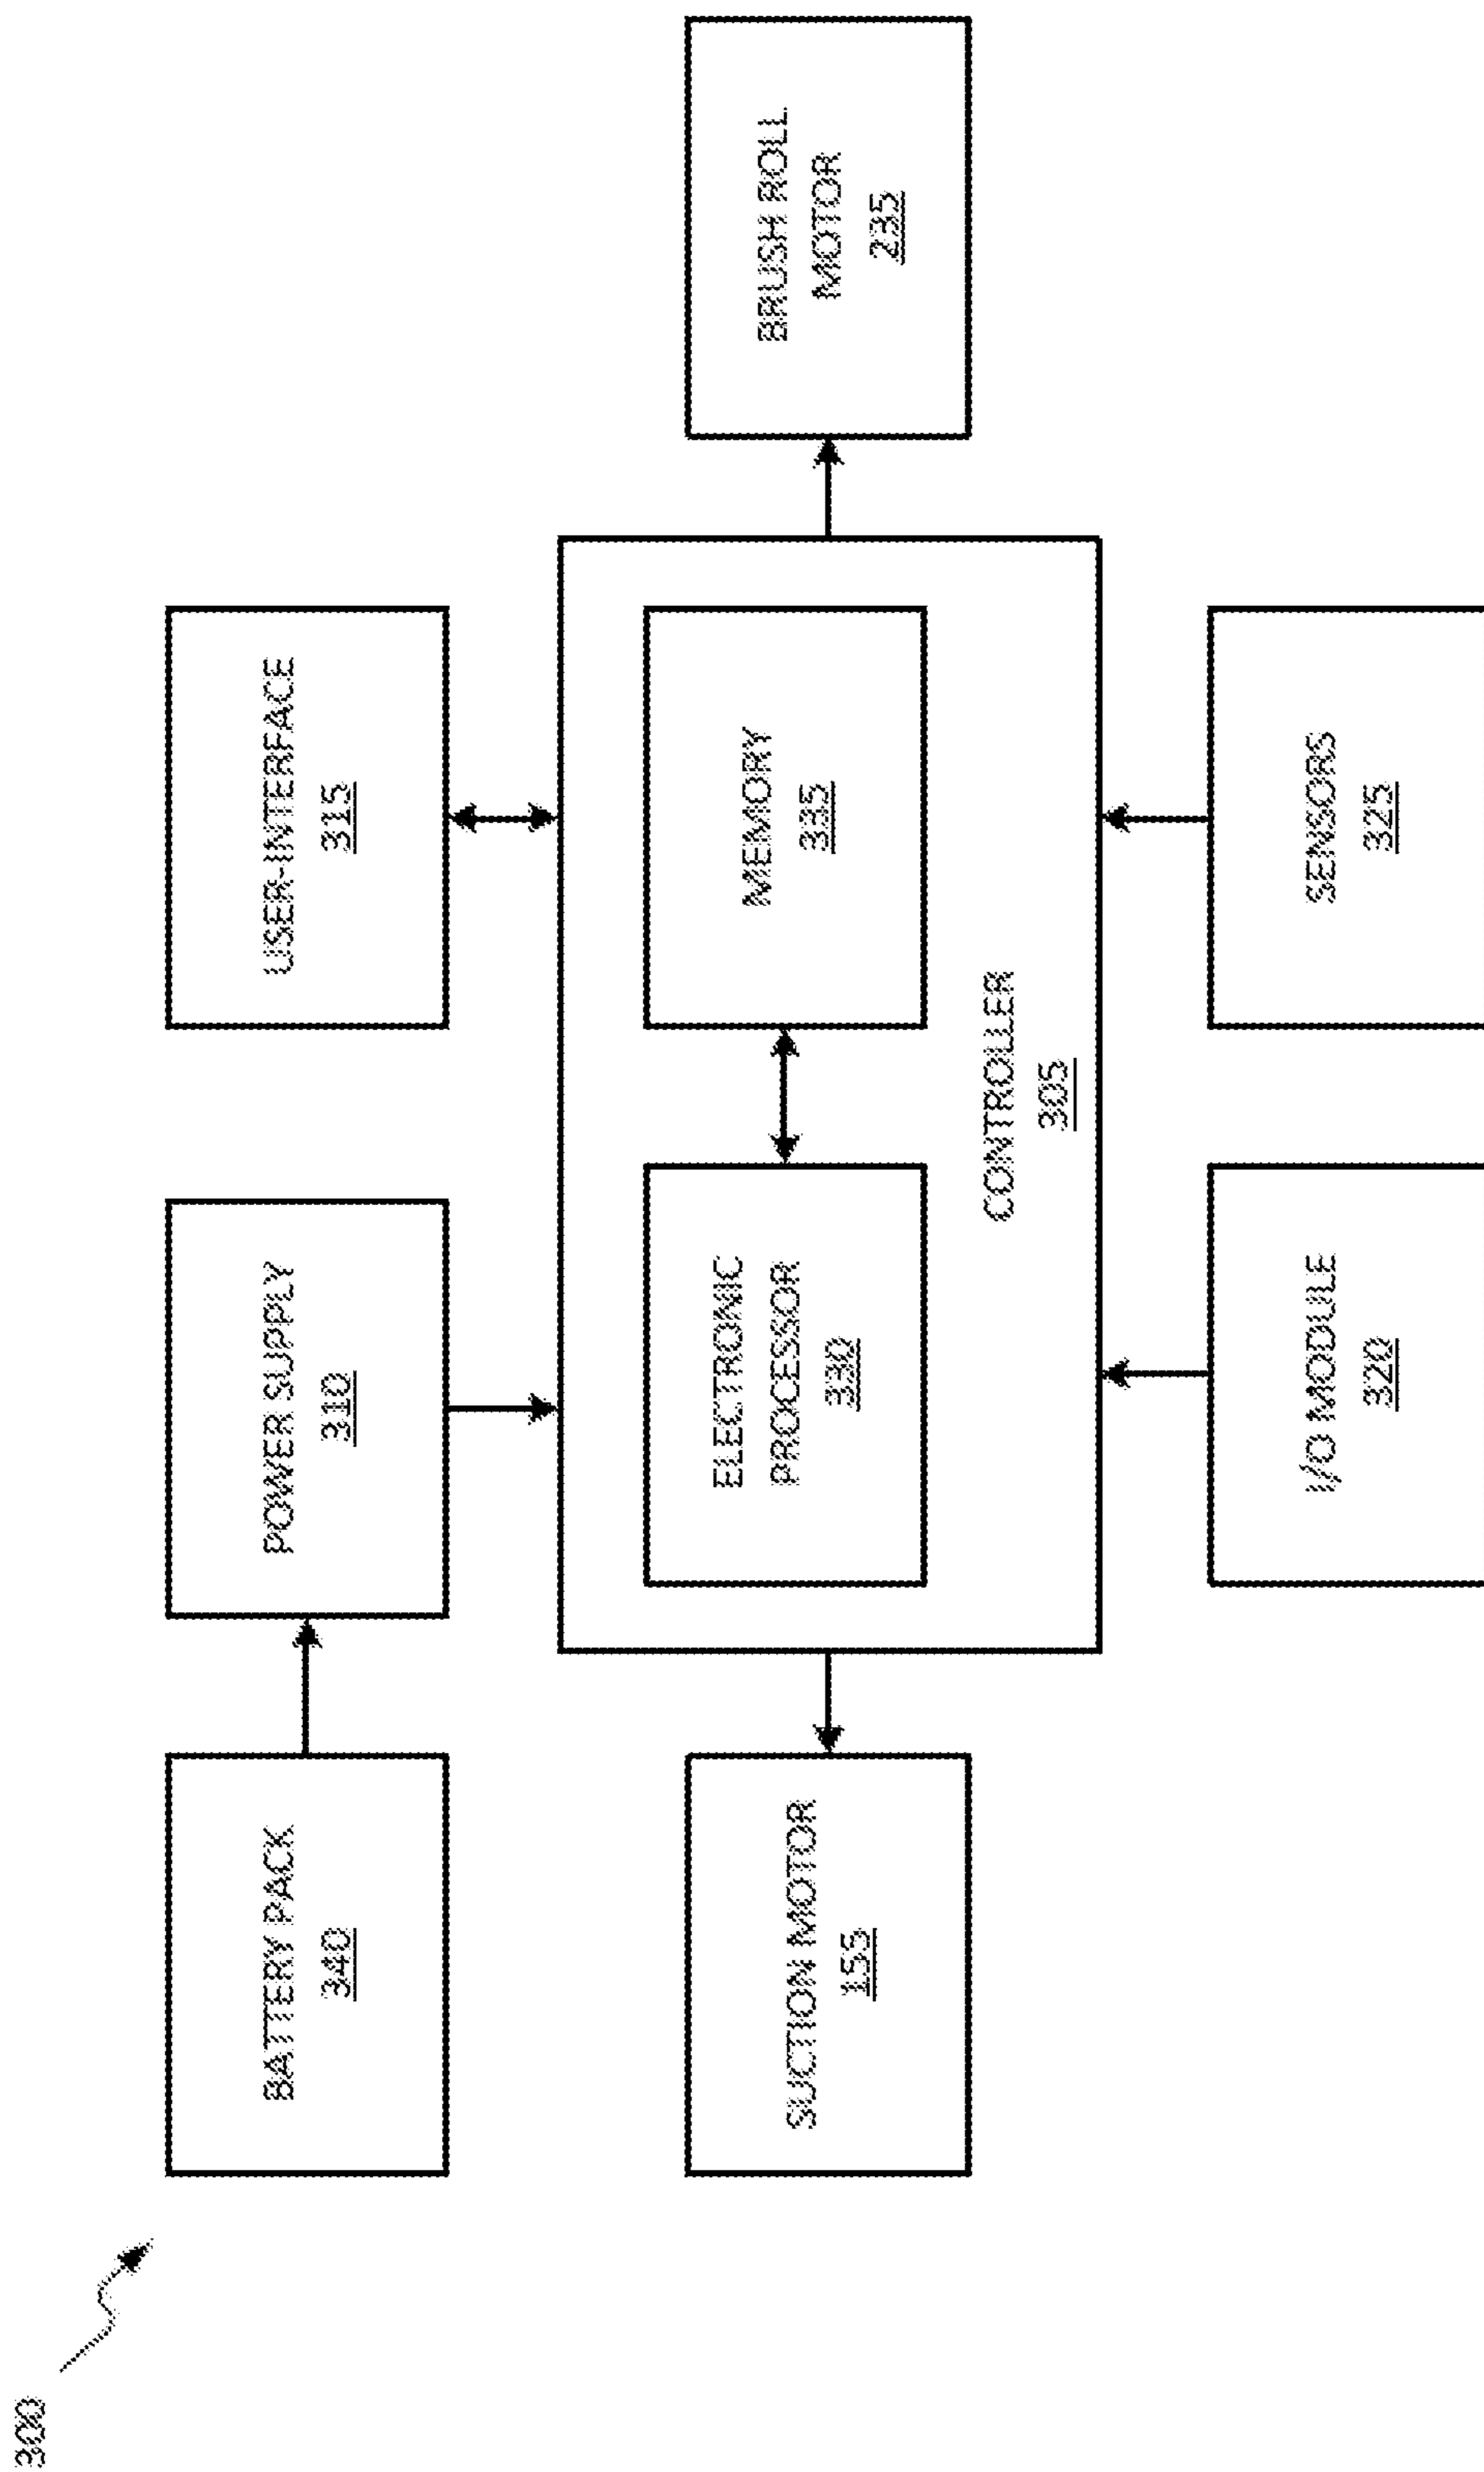 300
BATTERY PACK
340
POWER SUPPLY
310
USER-INTERFACE
315
SUCTION MOTOR
155
ELECTRONIC
PROCESSOR
330
MEMORY
335
CONTROLLER
305
BRUSH ROLL
MOTOR
235
I/O MODULE
320
SENSORS
325